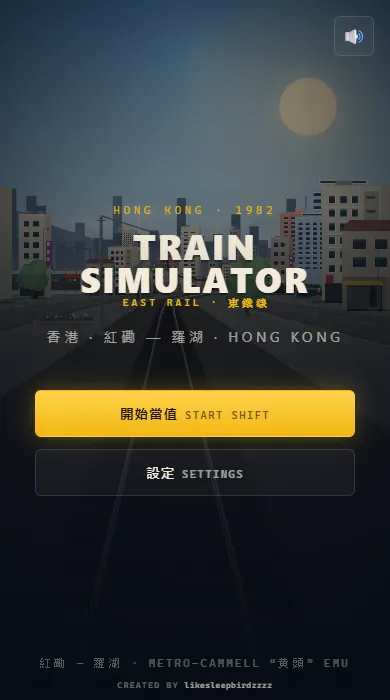 HONG KONG · 1982
TRAIN
SIMULATOR
EAST RAIL · 東鐵綫
香港 · 紅磡 — 羅湖 · HONG KONG
開始當值 START SHIFT
設定 SETTINGS
紅磡 — 羅湖 · METRO-CAMMELL “黄頭” EMU
CREATED BY likesleepbirdzzzz